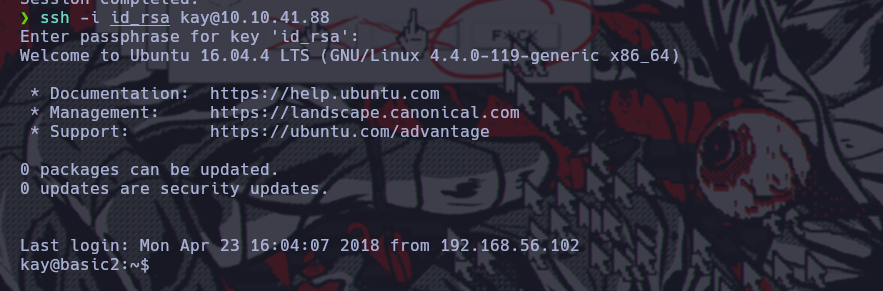 Session completed.
❯ ssh -i id_rsa kay@10.10.41.88
Enter passphrase for key 'id_rsa':
Welcome to Ubuntu 16.04.4 LTS (GNU/Linux 4.4.0-119-generic x86_64)
* Documentation:  https://help.ubuntu.com
* Management:     https://landscape.canonical.com
* Support:        https://ubuntu.com/advantage
0 packages can be updated.
0 updates are security updates.
Last login: Mon Apr 23 16:04:07 2018 from 192.168.56.102
kay@basic2:~$